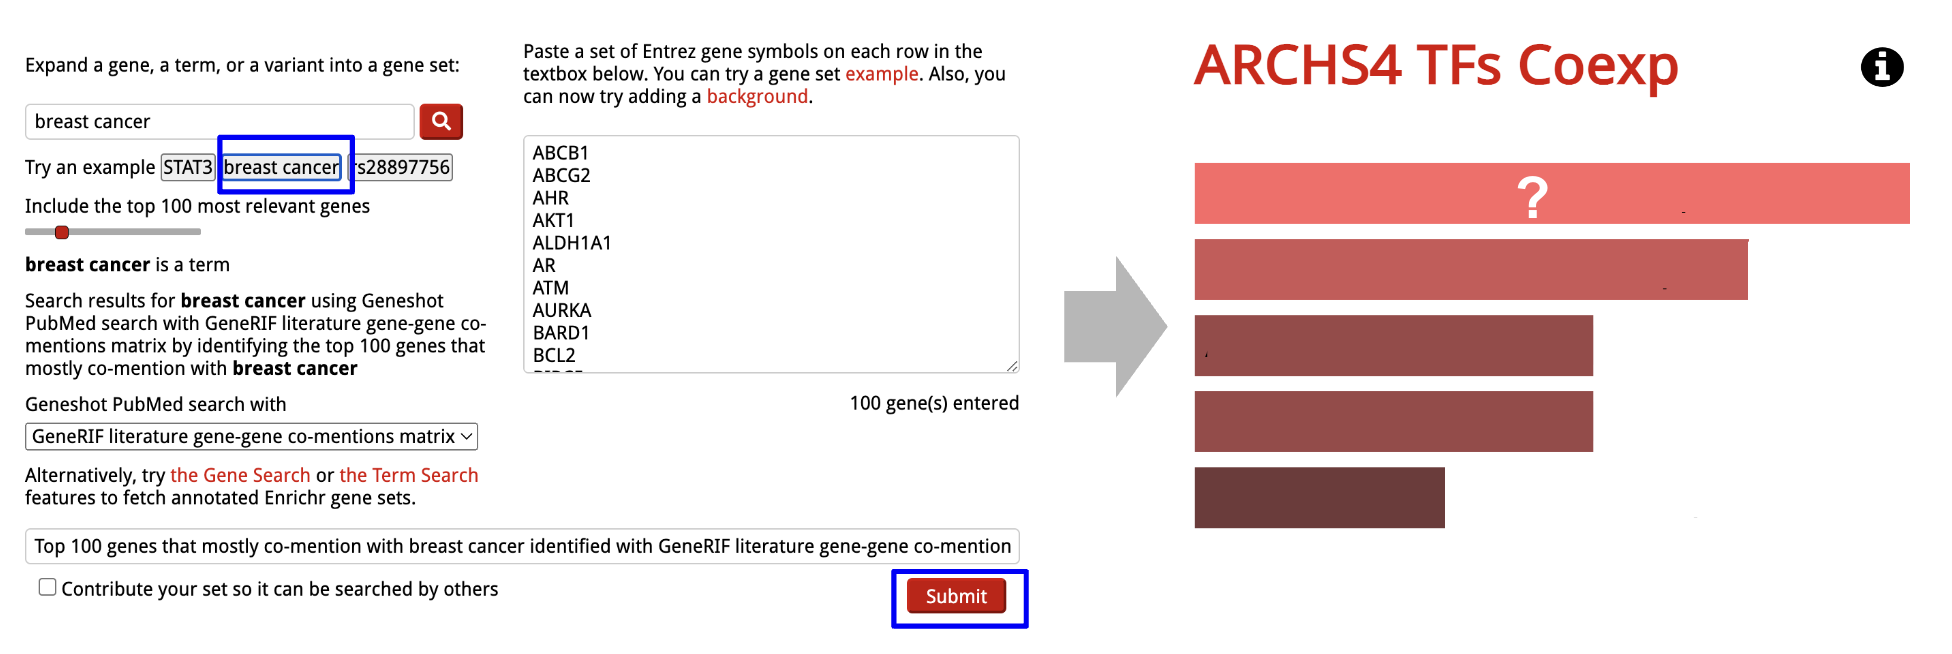 Expand a gene, a term, or a variant into a gene set:
breast cancer
Try an example STAT3 breast cancer rs28897756
Include the top 100 most relevant genes
breast cancer is a term
Search results for breast cancer using Geneshot
PubMed search with GeneRIF literature gene-gene co-
mentions matrix by identifying the top 100 genes that
mostly co-mention with breast cancer
Geneshot PubMed search with
GeneRIF literature gene-gene co-mentions matrix
Alternatively, try the Gene Search or the Term Search
features to fetch annotated Enrichr gene sets.
Paste a set of Entrez gene symbols on each row in the
textbox below. You can try a gene set example. Also, you
can now try adding a background.
ABCB1
ABCG2
AHR
AKT1
ALDH1A1
AR
ATM
AURKA
BARD1
BCL2
100 gene(s) entered
Top 100 genes that mostly co-mention with breast cancer identified with GeneRIF literature gene-gene co-mention
Contribute your set so it can be searched by others
Submit
ARCHS4 TFs Coexp
i
?